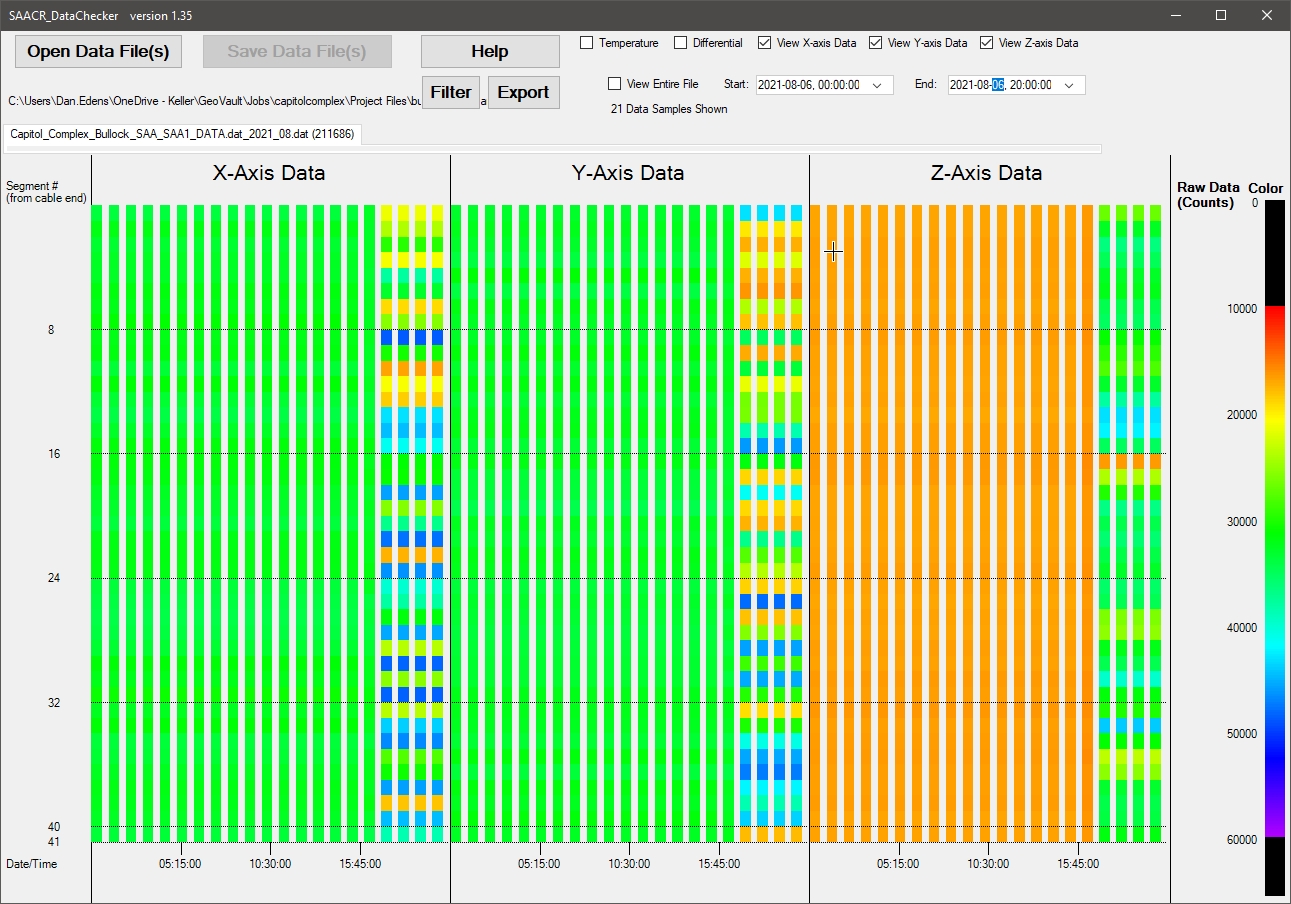 SAACR_DataChecker version 1.35
Open Data File(s) Save Data File(s) Help
Temperature Differential View X-axis Data View Y-axis Data View Z-axis Data
Filter Export
View Entire File Start: 2021-08-06, 00:00:00 End: 2021-08-06, 20:00:00
C:\Users\Dan.Edens\OneDrive - Keller\GeoVault\Jobs\capitolcomplex\Project Files\bu
21 Data Samples Shown
Capitol_Complex_Bullock_SAA_SAA1_DATA.dat_2021_08.dat (211686)
X-Axis Data Y-Axis Data Z-Axis Data
Segment #
(from cable end)
Raw Data Color
(Counts)
0
10000
20000
30000
40000
50000
60000
8
16
24
32
40
41
Date/Time 05:15:00 10:30:00 15:45:00 05:15:00 10:30:00 15:45:00 05:15:00 10:30:00 15:45:00